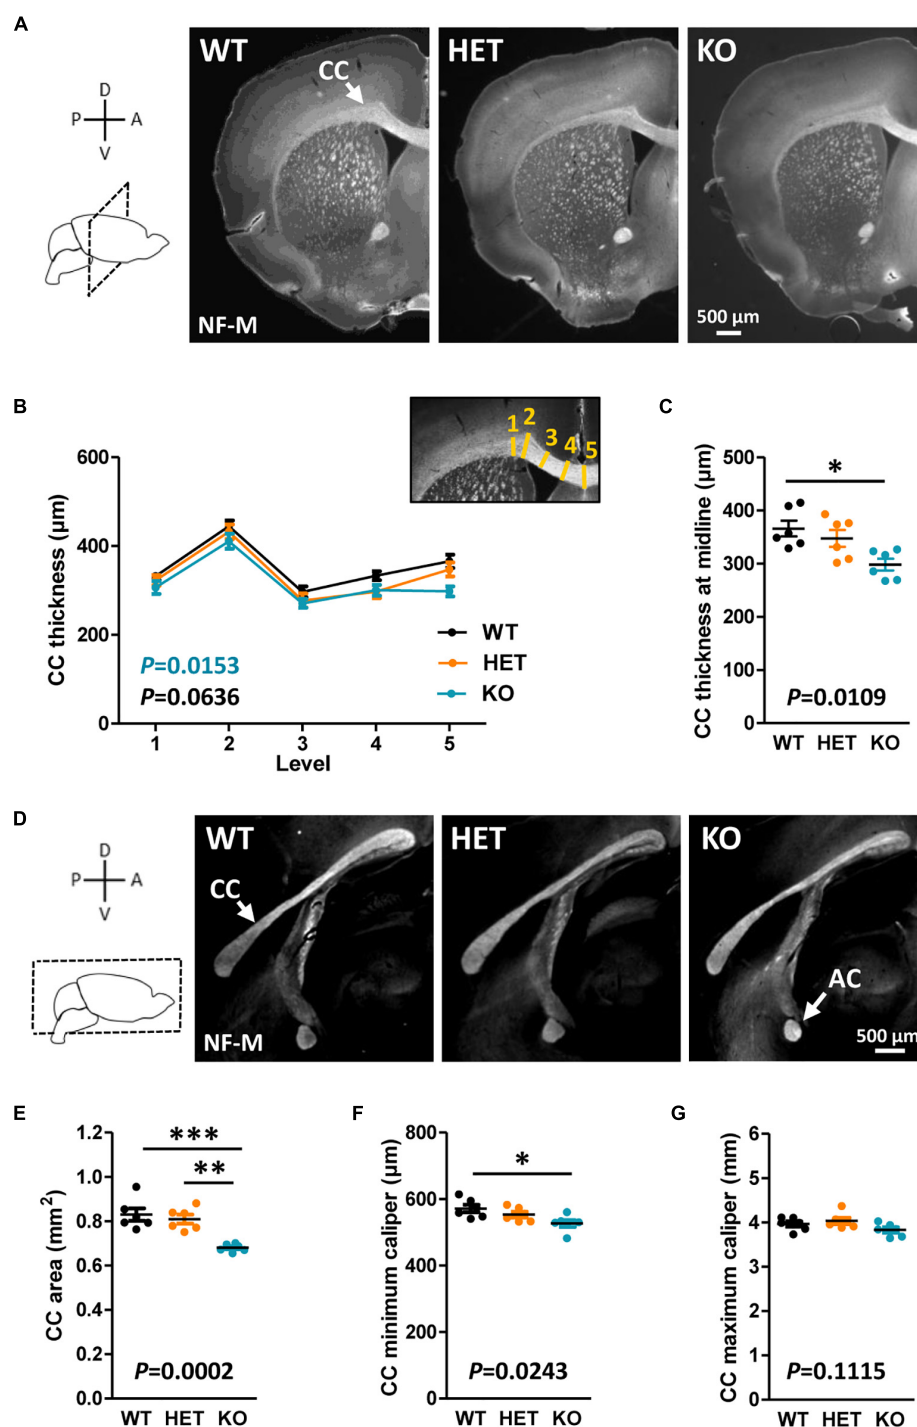 A
D
P A
V
WT
CC
NF-M
HET
KO
500 µm
B
CC thickness (µm)
600
400
200
0
1 2 3 4 5
Level
P=0.0153
P=0.0636
WT
HET
KO
1 2 3 4 5
C
CC thickness at midline (µm)
500
400
300
200
100
0
*
P=0.0109
WT HET KO
D
D
P A
V
WT
CC
NF-M
HET
KO
AC
500 µm
E
CC area (mm²)
1.2
1.0
0.8
0.6
0.4
0.2
0.0
***
**
P=0.0002
WT HET KO
F
CC minimum caliper (µm)
800
600
400
200
0
*
P=0.0243
WT HET KO
G
CC maximum caliper (mm)
6
5
4
3
2
1
0
P=0.1115
WT HET KO